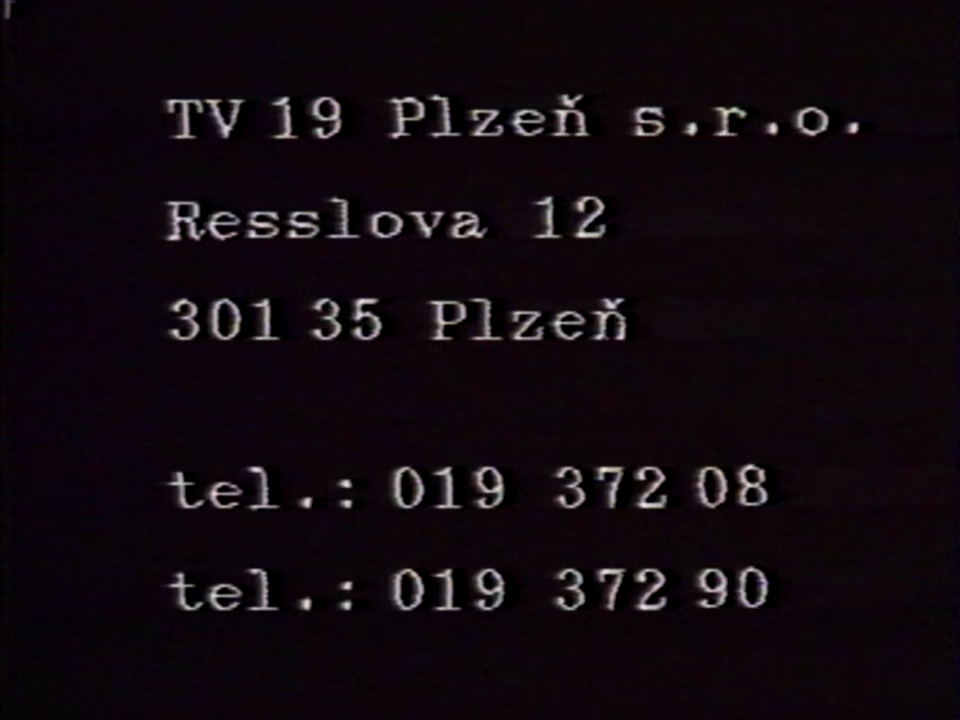 TV 19 Plzeň s.r.o.
Resslova 12
301 35 Plzeň
tel.: 019 372 08
tel.: 019 372 90